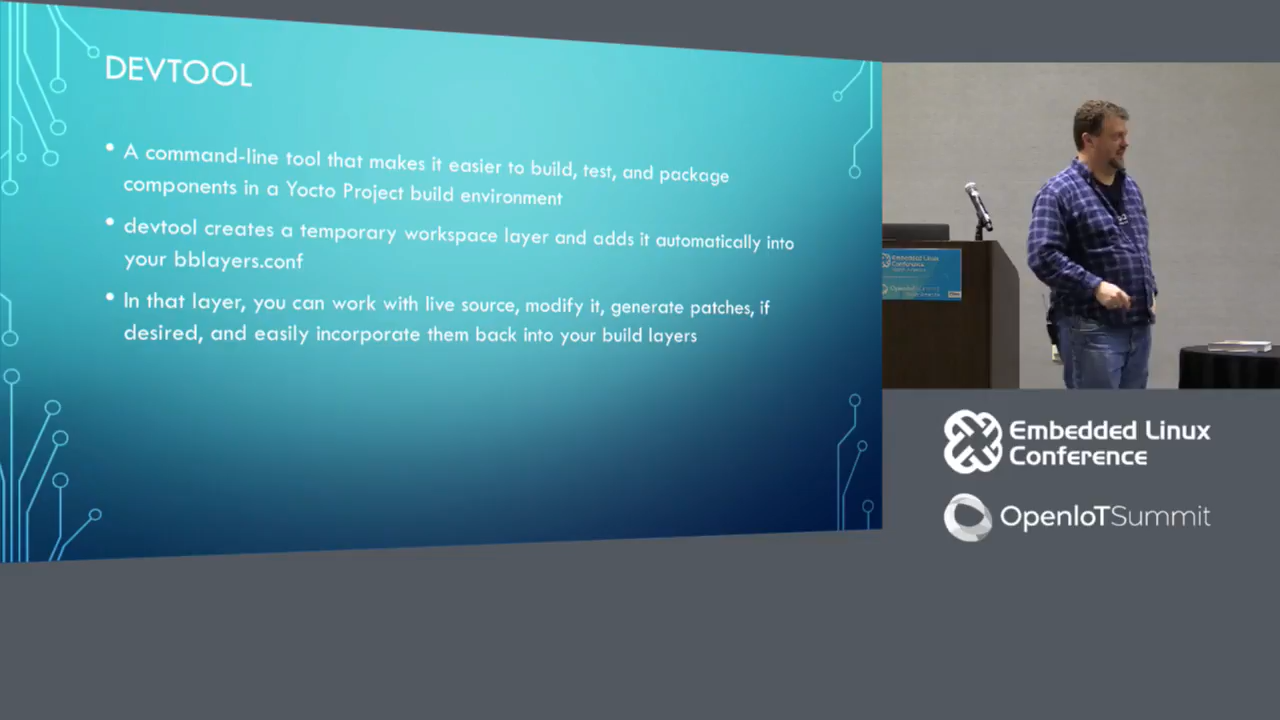 DEVTOOL
• A command-line tool that makes it easier to build, test, and package
components in a Yocto Project build environment
• devtool creates a temporary workspace layer and adds it automatically into
your bblayers.conf
• In that layer, you can work with live source, modify it, generate patches, if
desired, and easily incorporate them back into your build layers
Embedded Linux
Conference
Embedded Linux
Conference
OpenIoTSummit